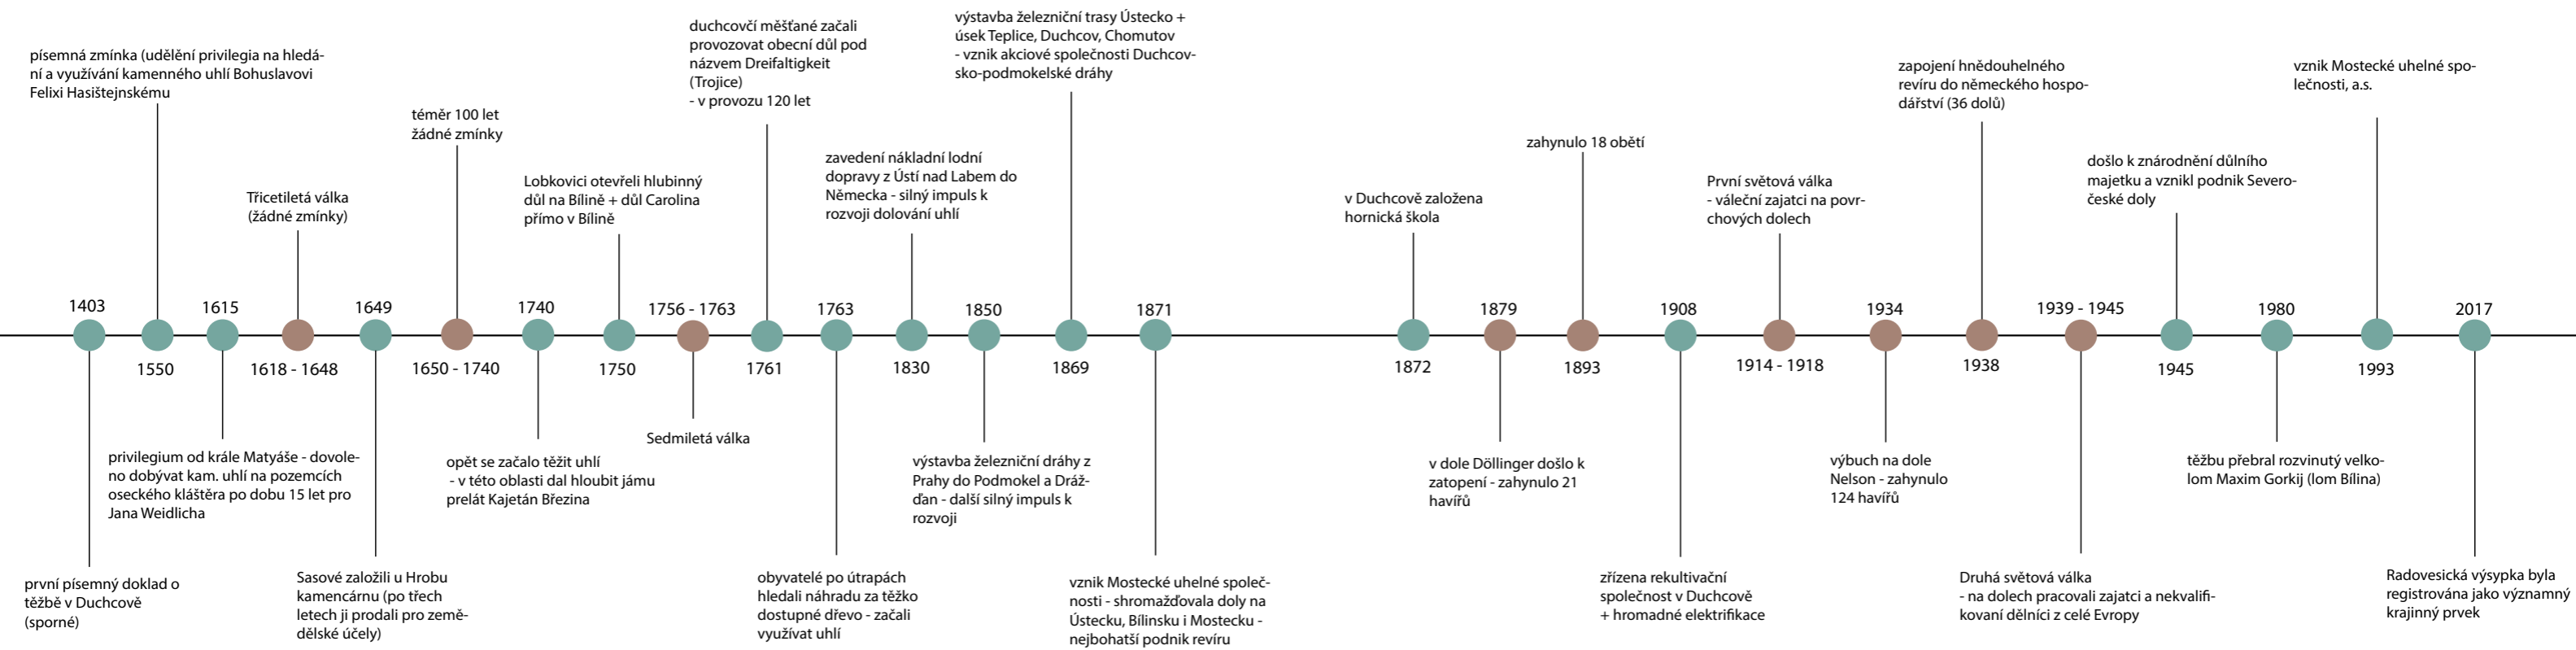 1403
první písemný doklad o
těžbě v Duchcově
(sporné)
písemná zmínka (udělění privilegia na hledá-
ní a využívání kamenného uhlí Bohuslavovi
Felixi Hasištejnskému
1550
1615
privilegium od krále Matyáše - dovole-
no dobývat kam. uhlí na pozemcích
oseckého kláštěra po dobu 15 let pro
Jana Weidlicha
Třicetiletá válka
(žádné zmínky)
1618 - 1648
1649
Sasové založili u Hrobu
kamencárnu (po třech
letech ji prodali pro země-
dělské účely)
téměr 100 let
žádné zmínky
1650 - 1740
1740
opět se začalo těžit uhlí
- v této oblasti dal hloubit jámu
prelát Kajetán Březina
Lobkovici otevřeli hlubinný
důl na Bílině + důl Carolina
přímo v Bílině
1750
1756 - 1763
Sedmiletá válka
duchcovčí měšťané začali
provozovat obecní důl pod
názvem Dreifaltigkeit
(Trojice)
- v provozu 120 let
1761
1763
obyvatelé po útrapách
hledali náhradu za těžko
dostupné dřevo - začali
využívat uhlí
zavedení nákladní lodní
dopravy z Ústí nad Labem do
Německa - silný impuls k
rozvoji dolování uhlí
1830
1850
výstavba železniční dráhy z
Prahy do Podmokel a Dráž-
ďan - další silný impuls k
rozvoji
výstavba železniční trasy Ústecko +
úsek Teplice, Duchcov, Chomutov
- vznik akciové společnosti Duchcov-
sko-podmokelské dráhy
1869
1871
vznik Mostecké uhelné společ-
nosti - shromažďovala doly na
Ústecku, Bílinsku i Mostecku -
nejbohatší podnik revíru
v Duchcově založena
hornická škola
1872
1879
v dole Döllinger došlo k
zatopení - zahynulo 21
havířů
zahynulo 18 obětí
1893
1908
zřízena rekultivační
společnost v Duchcově
+ hromadné elektrifikace
První světová válka
- váleční zajatci na povr-
chových dolech
1914 - 1918
1934
výbuch na dole
Nelson - zahynulo
124 havířů
zapojení hnědouhelného
revíru do německého hospo-
dářství (36 dolů)
1938
1939 - 1945
Druhá světová válka
- na dolech pracovali zajatci a nekvalifi-
kovaní dělníci z celé Evropy
došlo k znárodnění důlního
majetku a vznikl podnik Severo-
české doly
1945
1980
těžbu přebral rozvinutý velko-
lom Maxim Gorkij (lom Bílina)
vznik Mostecké uhelné spo-
lečnosti, a.s.
1993
2017
Radovesická výsypka byla
registrována jako významný
krajinný prvek